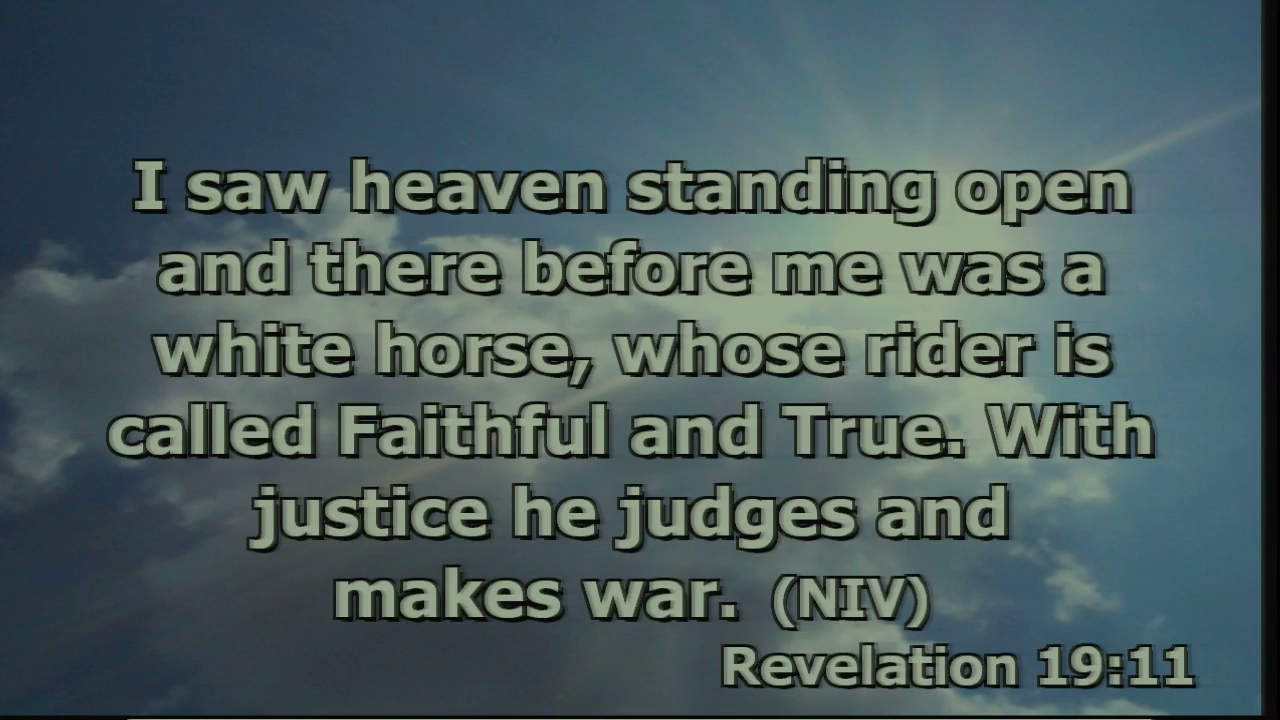 I saw heaven standing open
and there before me was a
white horse, whose rider is
called Faithful and True. With
justice he judges and
makes war. (NIV)
Revelation 19:11